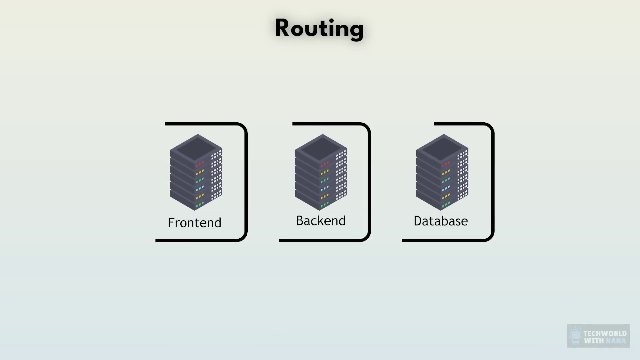 Routing
Frontend
Backend
Database
TECHWORLD
WITH NANA